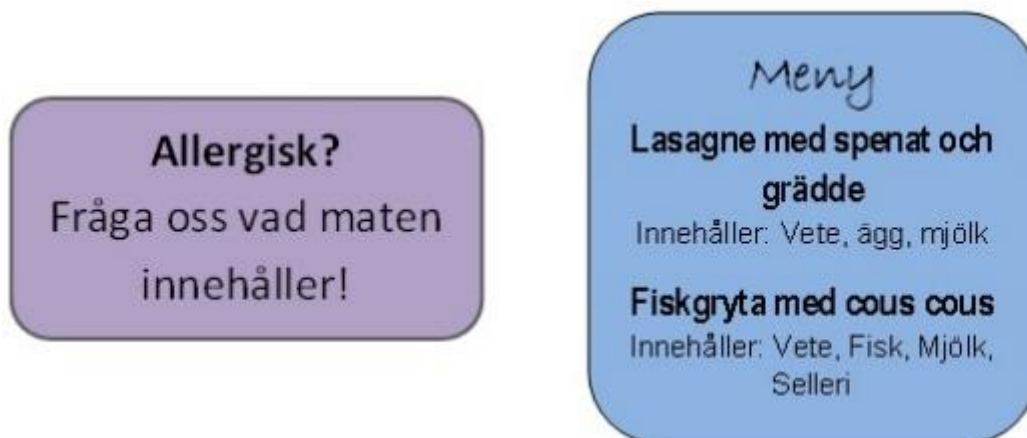 Allergisk?
Fråga oss vad maten
innehåller!
Meny
Lasagne med spenat och
grädde
Innehåller: Vete, ägg, mjölk
Fiskgryta med cous cous
Innehåller: Vete, Fisk, Mjölk,
Selleri